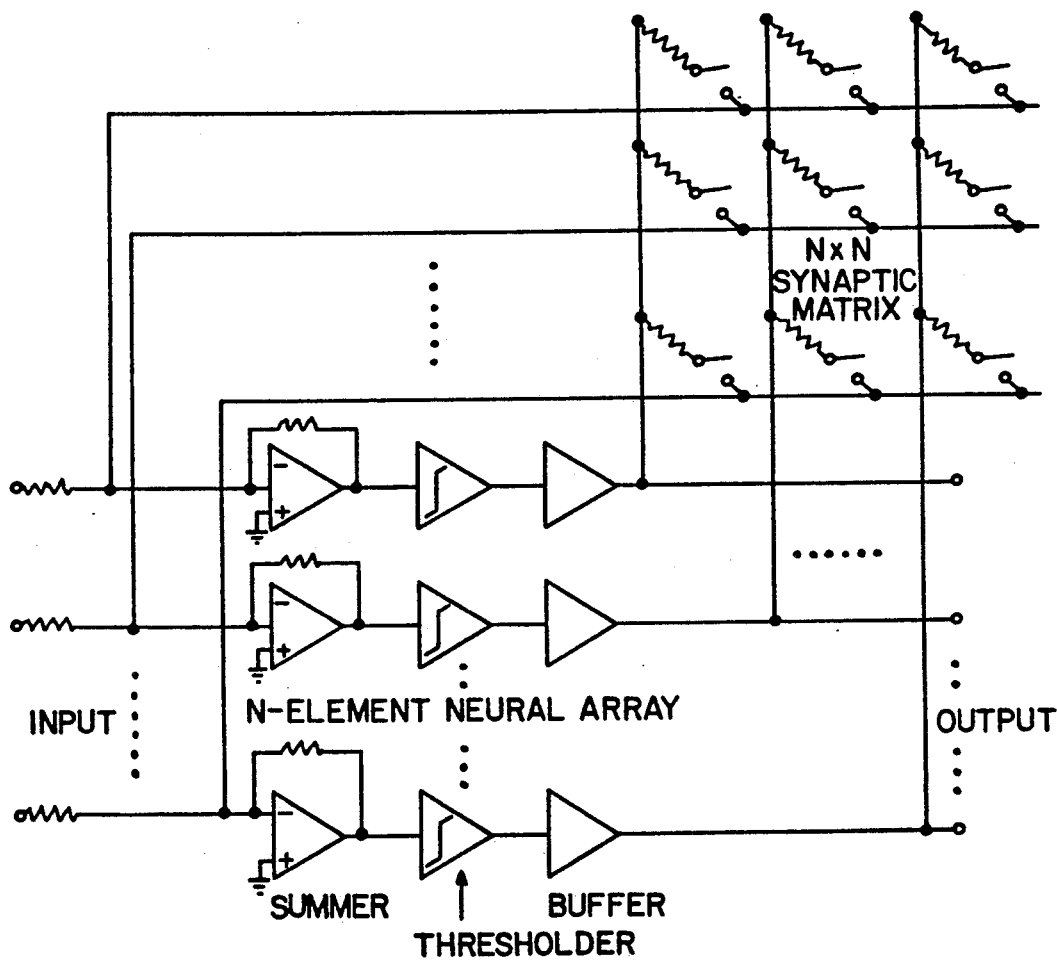 N x N
SYNAPTIC
MATRIX
N-ELEMENT NEURAL ARRAY
INPUT
OUTPUT
SUMMER
BUFFER
THRESHOLDER